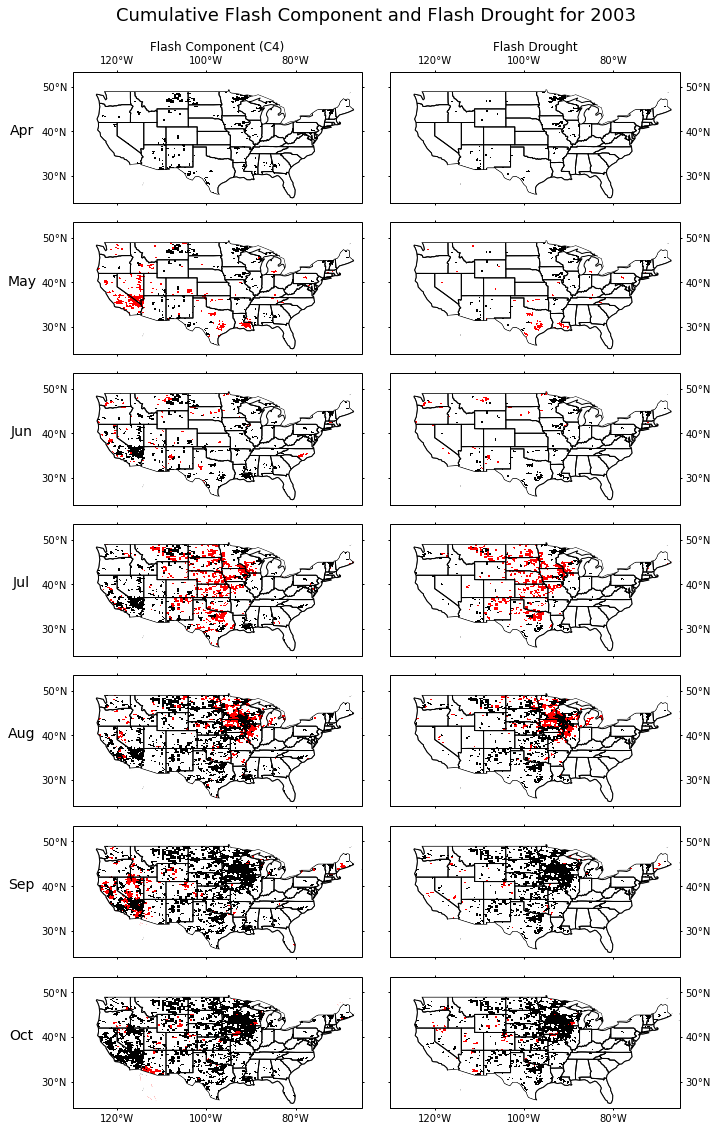 Cumulative Flash Component and Flash Drought for 2003
Flash Component (C4) Flash Drought
120°W 100°W 80°W 120°W 100°W 80°W
50°N 50°N
Apr 40°N 40°N
30°N 30°N
50°N 50°N
May 40°N 40°N
30°N 30°N
50°N 50°N
Jun 40°N 40°N
30°N 30°N
50°N 50°N
Jul 40°N 40°N
30°N 30°N
50°N 50°N
Aug 40°N 40°N
30°N 30°N
50°N 50°N
Sep 40°N 40°N
30°N 30°N
50°N 50°N
Oct 40°N 40°N
30°N 30°N
120°W 100°W 80°W 120°W 100°W 80°W